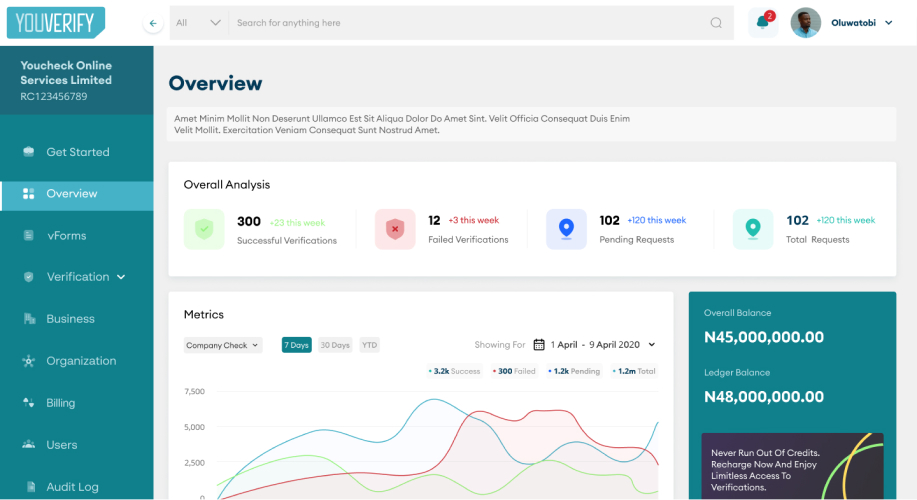 YOUVERIFY
All
Search for anything here
2
Oluwatobi
Youcheck Online
Services Limited
RC123456789
Get Started
Overview
vForms
Verification
Business
Organization
Billing
Users
Audit Log
Overview
Amet Minim Mollit Non Deserunt Ullamco Est Sit Aliqua Dolor Do Amet Sint. Velit Officia Consequat Duis Enim
Velit Mollit. Exercitation Veniam Consequat Sunt Nostrud Amet.
Overall Analysis
300 +23 this week
Successful Verifications
12 +3 this week
Failed Verifications
102 +120 this week
Pending Requests
102 +120 this week
Total Requests
Metrics
Company Check
7 Days
30 Days
YTD
Showing For
1 April - 9 April 2020
3.2k Success
300 Failed
1.2k Pending
1.2m Total
7,500
5,000
2,500
0
Overall Balance
N45,000,000.00
Ledger Balance
N48,000,000.00
Never Run Out Of Credits.
Recharge Now And Enjoy
Limitless Access To
Verifications.